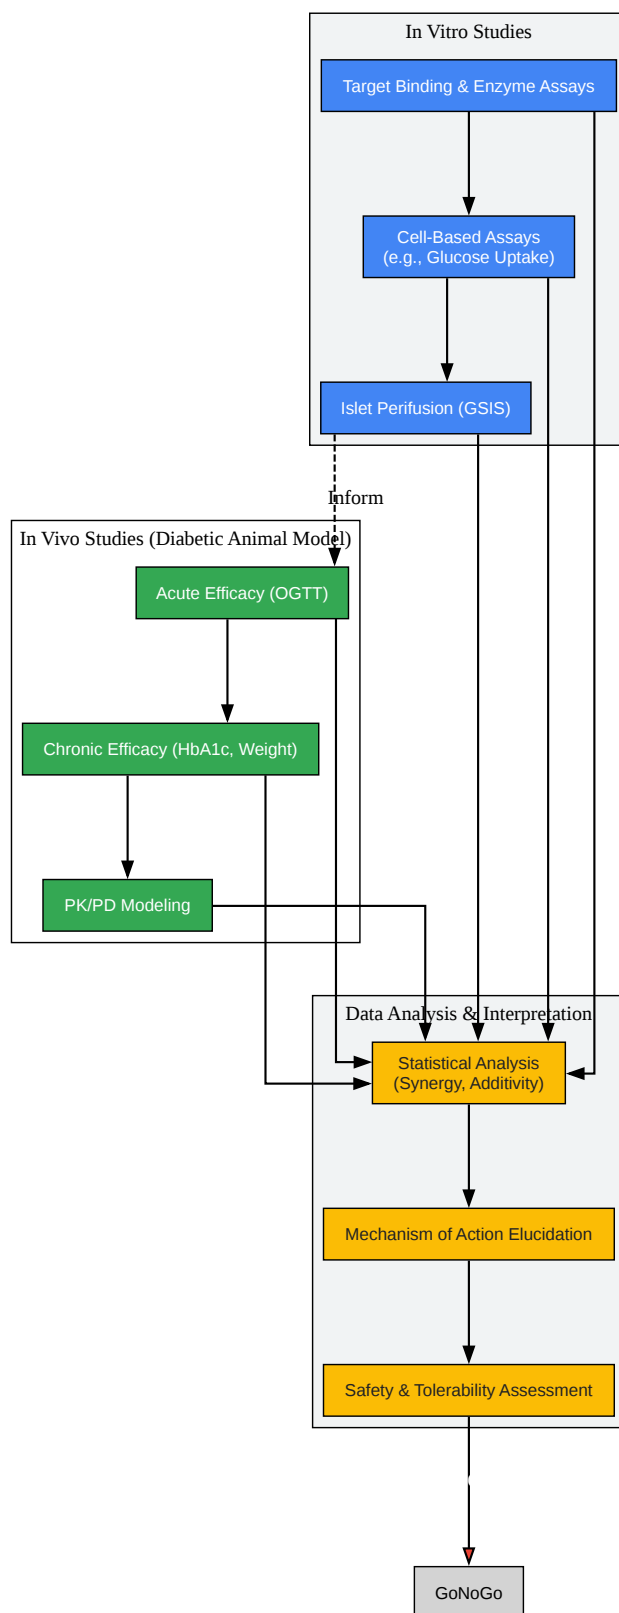 In Vitro Studies
Target Binding & Enzyme Assays
Cell-Based Assays
(e.g., Glucose Uptake)
Islet Perifusion (GSIS)
Inform
In Vivo Studies (Diabetic Animal Model)
Acute Efficacy (OGTT)
Chronic Efficacy (HbA1c, Weight)
PK/PD Modeling
Data Analysis & Interpretation
Statistical Analysis
(Synergy, Additivity)
Mechanism of Action Elucidation
Safety & Tolerability Assessment
GoNoGo